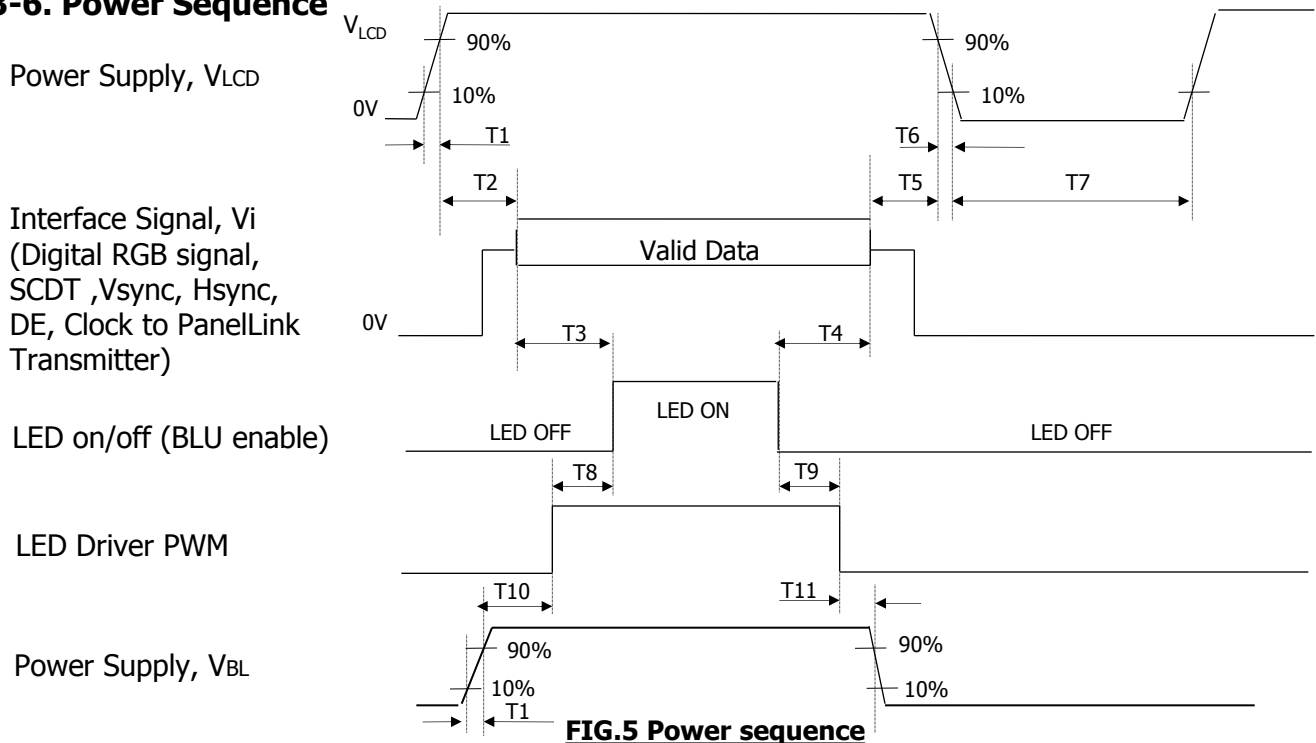 3-6. Power Sequence
Power Supply, VLCD
VLCD
90%
10%
0V
T1
90%
10%
T6
T2
T5
T7
Interface Signal, Vi
(Digital RGB signal,
SCDT ,Vsync, Hsync,
DE, Clock to PanelLink
Transmitter)
Valid Data
0V
T3
T4
LED on/off (BLU enable)
LED OFF
LED ON
LED OFF
T8
T9
LED Driver PWM
T10
T11
Power Supply, VBL
90%
10%
T1
90%
10%
FIG.5 Power sequence